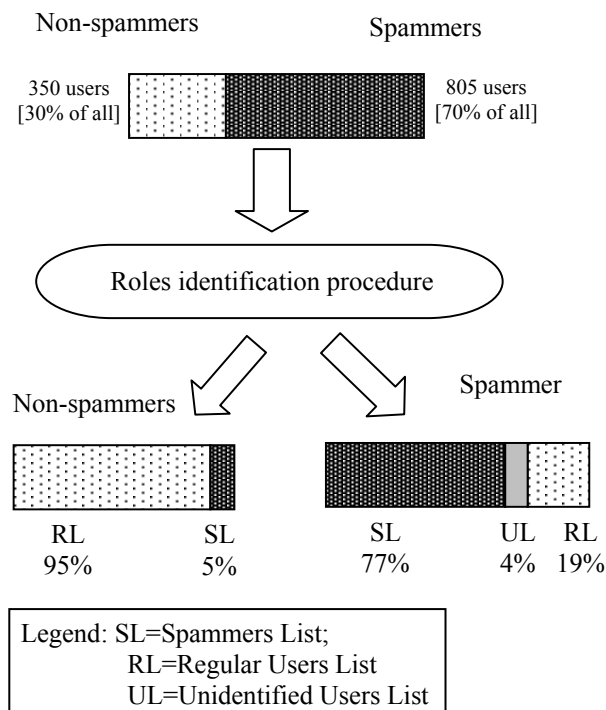 Non-spammers
Spammers
350 users
[30% of all]
805 users
[70% of all]
Roles identification procedure
Non-spammers
Spammer
RL
95%
SL
5%
SL
77%
UL
4%
RL
19%
Legend: SL=Spammers List;
RL=Regular Users List
UL=Unidentified Users List